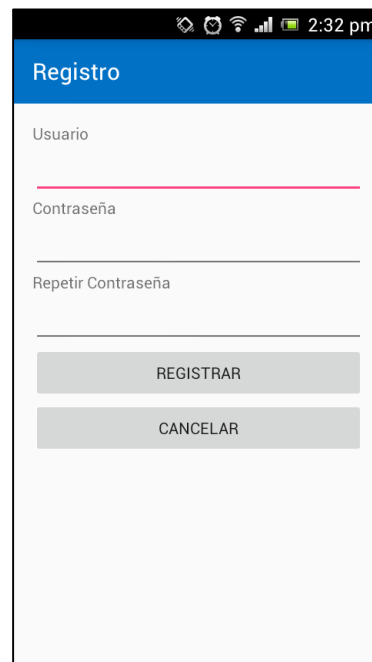 2:32 pm
Registro
Usuario
Contraseña
Repetir Contraseña
REGISTRAR
CANCELAR